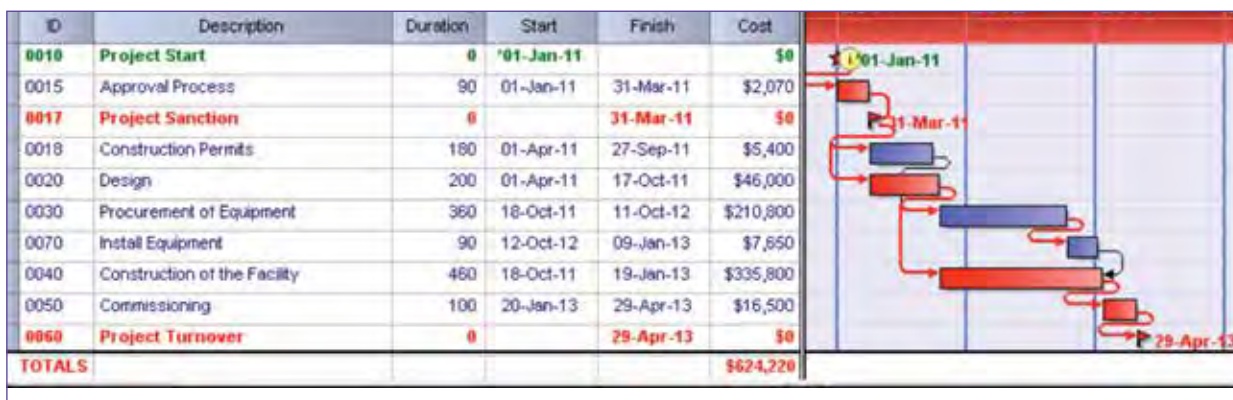 ID Description Duration Start Finish Cost
0010 Project Start 0 *01-Jan-11 $0 01-Jan-11
0015 Approval Process 90 01-Jan-11 31-Mar-11 $2,070
0017 Project Sanction 0 31-Mar-11 $0 31-Mar-11
0018 Construction Permits 180 01-Apr-11 27-Sep-11 $5,400
0020 Design 200 01-Apr-11 17-Oct-11 $46,000
0030 Procurement of Equipment 360 18-Oct-11 11-Oct-12 $210,800
0070 Install Equipment 90 12-Oct-12 09-Jan-13 $7,650
0040 Construction of the Facility 460 18-Oct-11 19-Jan-13 $335,800
0050 Commissioning 100 20-Jan-13 29-Apr-13 $16,500
0060 Project Turnover 0 29-Apr-13 $0 29-Apr-13
TOTALS $624,220